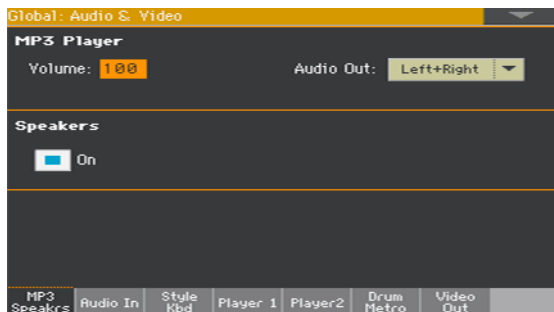 Global: Audio & Video
MP3 Player
Volume: 100 Audio Out: Left+Right
Speakers
On
MP3 Speakrs Audio In Style Kbd Player 1 Player2 Drum Metro Video Out